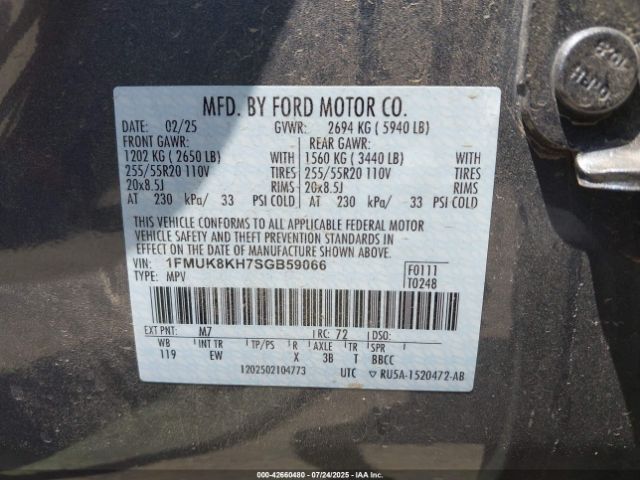 MFD. BY FORD MOTOR CO.
DATE: 02/25 GVWR: 2694 KG ( 5940 LB)
FRONT GAWR: REAR GAWR:
1202 KG ( 2650 LB) WITH 1560 KG ( 3440 LB) WITH
255/55R20 110V TIRES 255/55R20 110V TIRES
20x8.5J RIMS 20x8.5J RIMS
AT 230 kPa/ 33 PSI COLD AT 230 kPa/ 33 PSI COLD
THIS VEHICLE CONFORMS TO ALL APPLICABLE FEDERAL MOTOR
VEHICLE SAFETY AND THEFT PREVENTION STANDARDS IN
EFFECT ON THE DATE OF MANUFACTURE SHOWN ABOVE.
VIN: 1FMUK8KH7SGB59066
TYPE: MPV
F0111
T0248
EXT PNT: M7 RC: 72 DSO:
WB INT TR TP/PS R AXLE TR SPR
119 EW X 3B T BBCC
1202502104773 UTC RU5A-1520472-AB
000-42660480 - 07/24/2025 - IAAI.COM